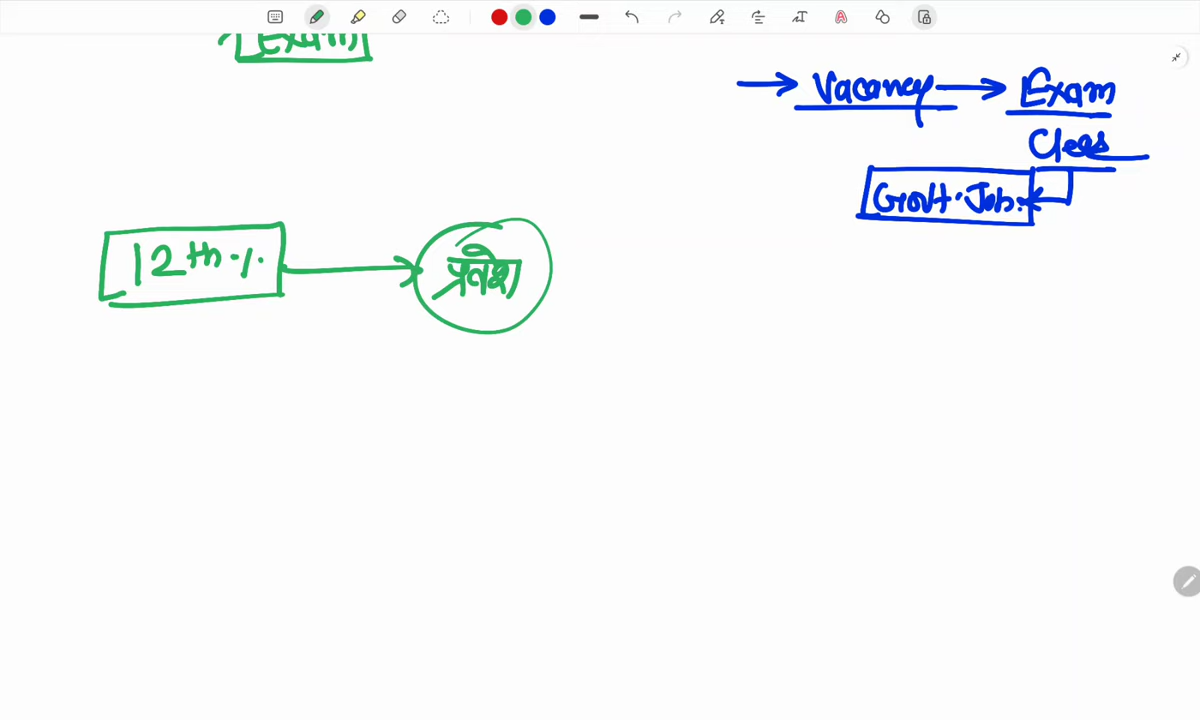 Exam
Vacancy Exam
Clear
Govt. Job.
12th % प्रवेश